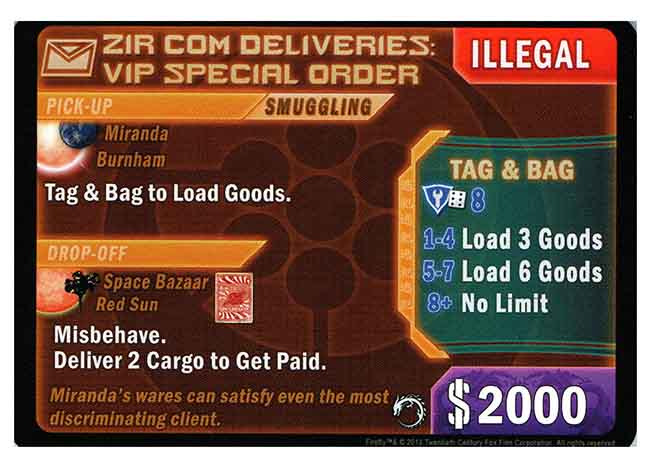 ZIR COM DELIVERIES:
VIP SPECIAL ORDER
ILLEGAL
PICK-UP
SMUGGLING
Miranda
Burnham
Tag & Bag to Load Goods.
TAG & BAG
8
1-4 Load 3 Goods
5-7 Load 6 Goods
8+ No Limit
DROP-OFF
Space Bazaar
Red Sun
Misbehave.
Deliver 2 Cargo to Get Paid.
Miranda's wares can satisfy even the most
discriminating client.
$2000
Firefly™& © 2013 Twentieth Century Fox Film Corporation. All rights reserved.